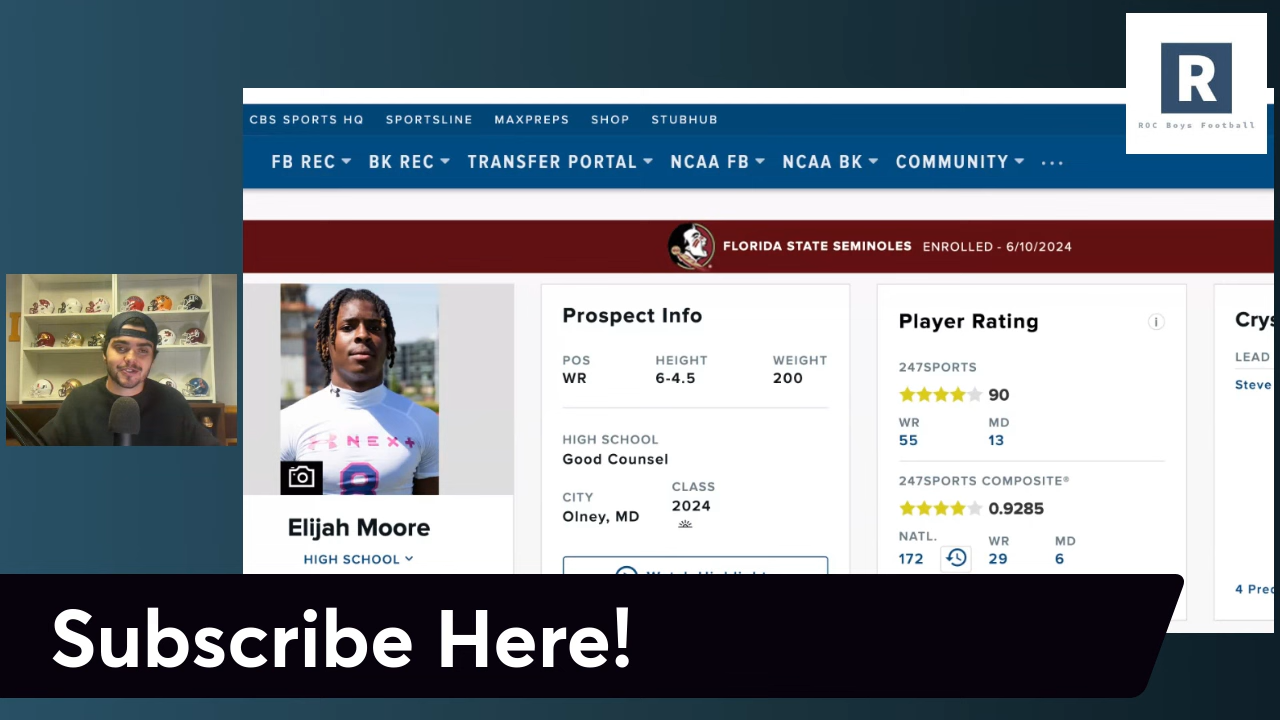 R
ROC Boys Football
CBS SPORTS HQ SPORTSLINE MAXPREPS SHOP STUBHUB
FB REC BK REC TRANSFER PORTAL NCAA FB NCAA BK COMMUNITY ...
FLORIDA STATE SEMINOLES ENROLLED - 6/10/2024
NEXT
8
Elijah Moore
HIGH SCHOOL
Prospect Info
POS HEIGHT WEIGHT
WR 6-4.5 200
HIGH SCHOOL
Good Counsel
CITY CLASS
Olney, MD 2024
Player Rating
i
247SPORTS
90
WR MD
55 13
247SPORTS COMPOSITE®
0.9285
NATL. WR MD
172 29 6
LEAD
Steve
Subscribe Here!